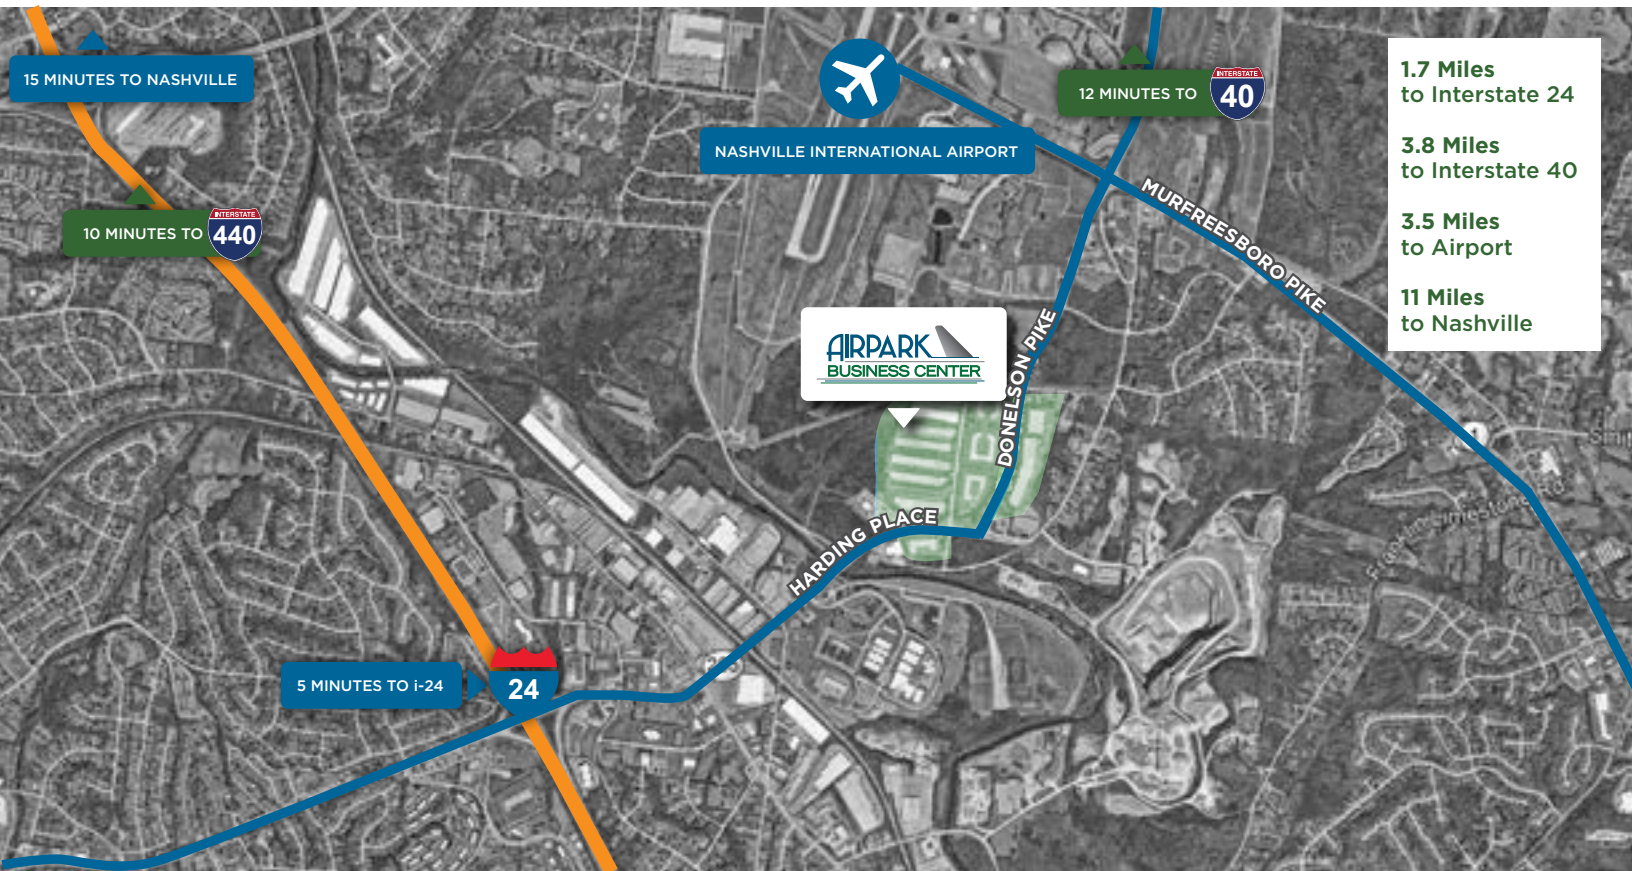 15 MINUTES TO NASHVILLE
INTERSTATE
440
10 MINUTES TO
NASHVILLE INTERNATIONAL AIRPORT
12 MINUTES TO
INTERSTATE
40
1.7 Miles
to Interstate 24
3.8 Miles
to Interstate 40
3.5 Miles
to Airport
11 Miles
to Nashville
MURFREESBORO PIKE
DONELSON PIKE
AIRPARK
BUSINESS CENTER
HARDING PLACE
Limestone Rd
5 MINUTES TO i-24
24